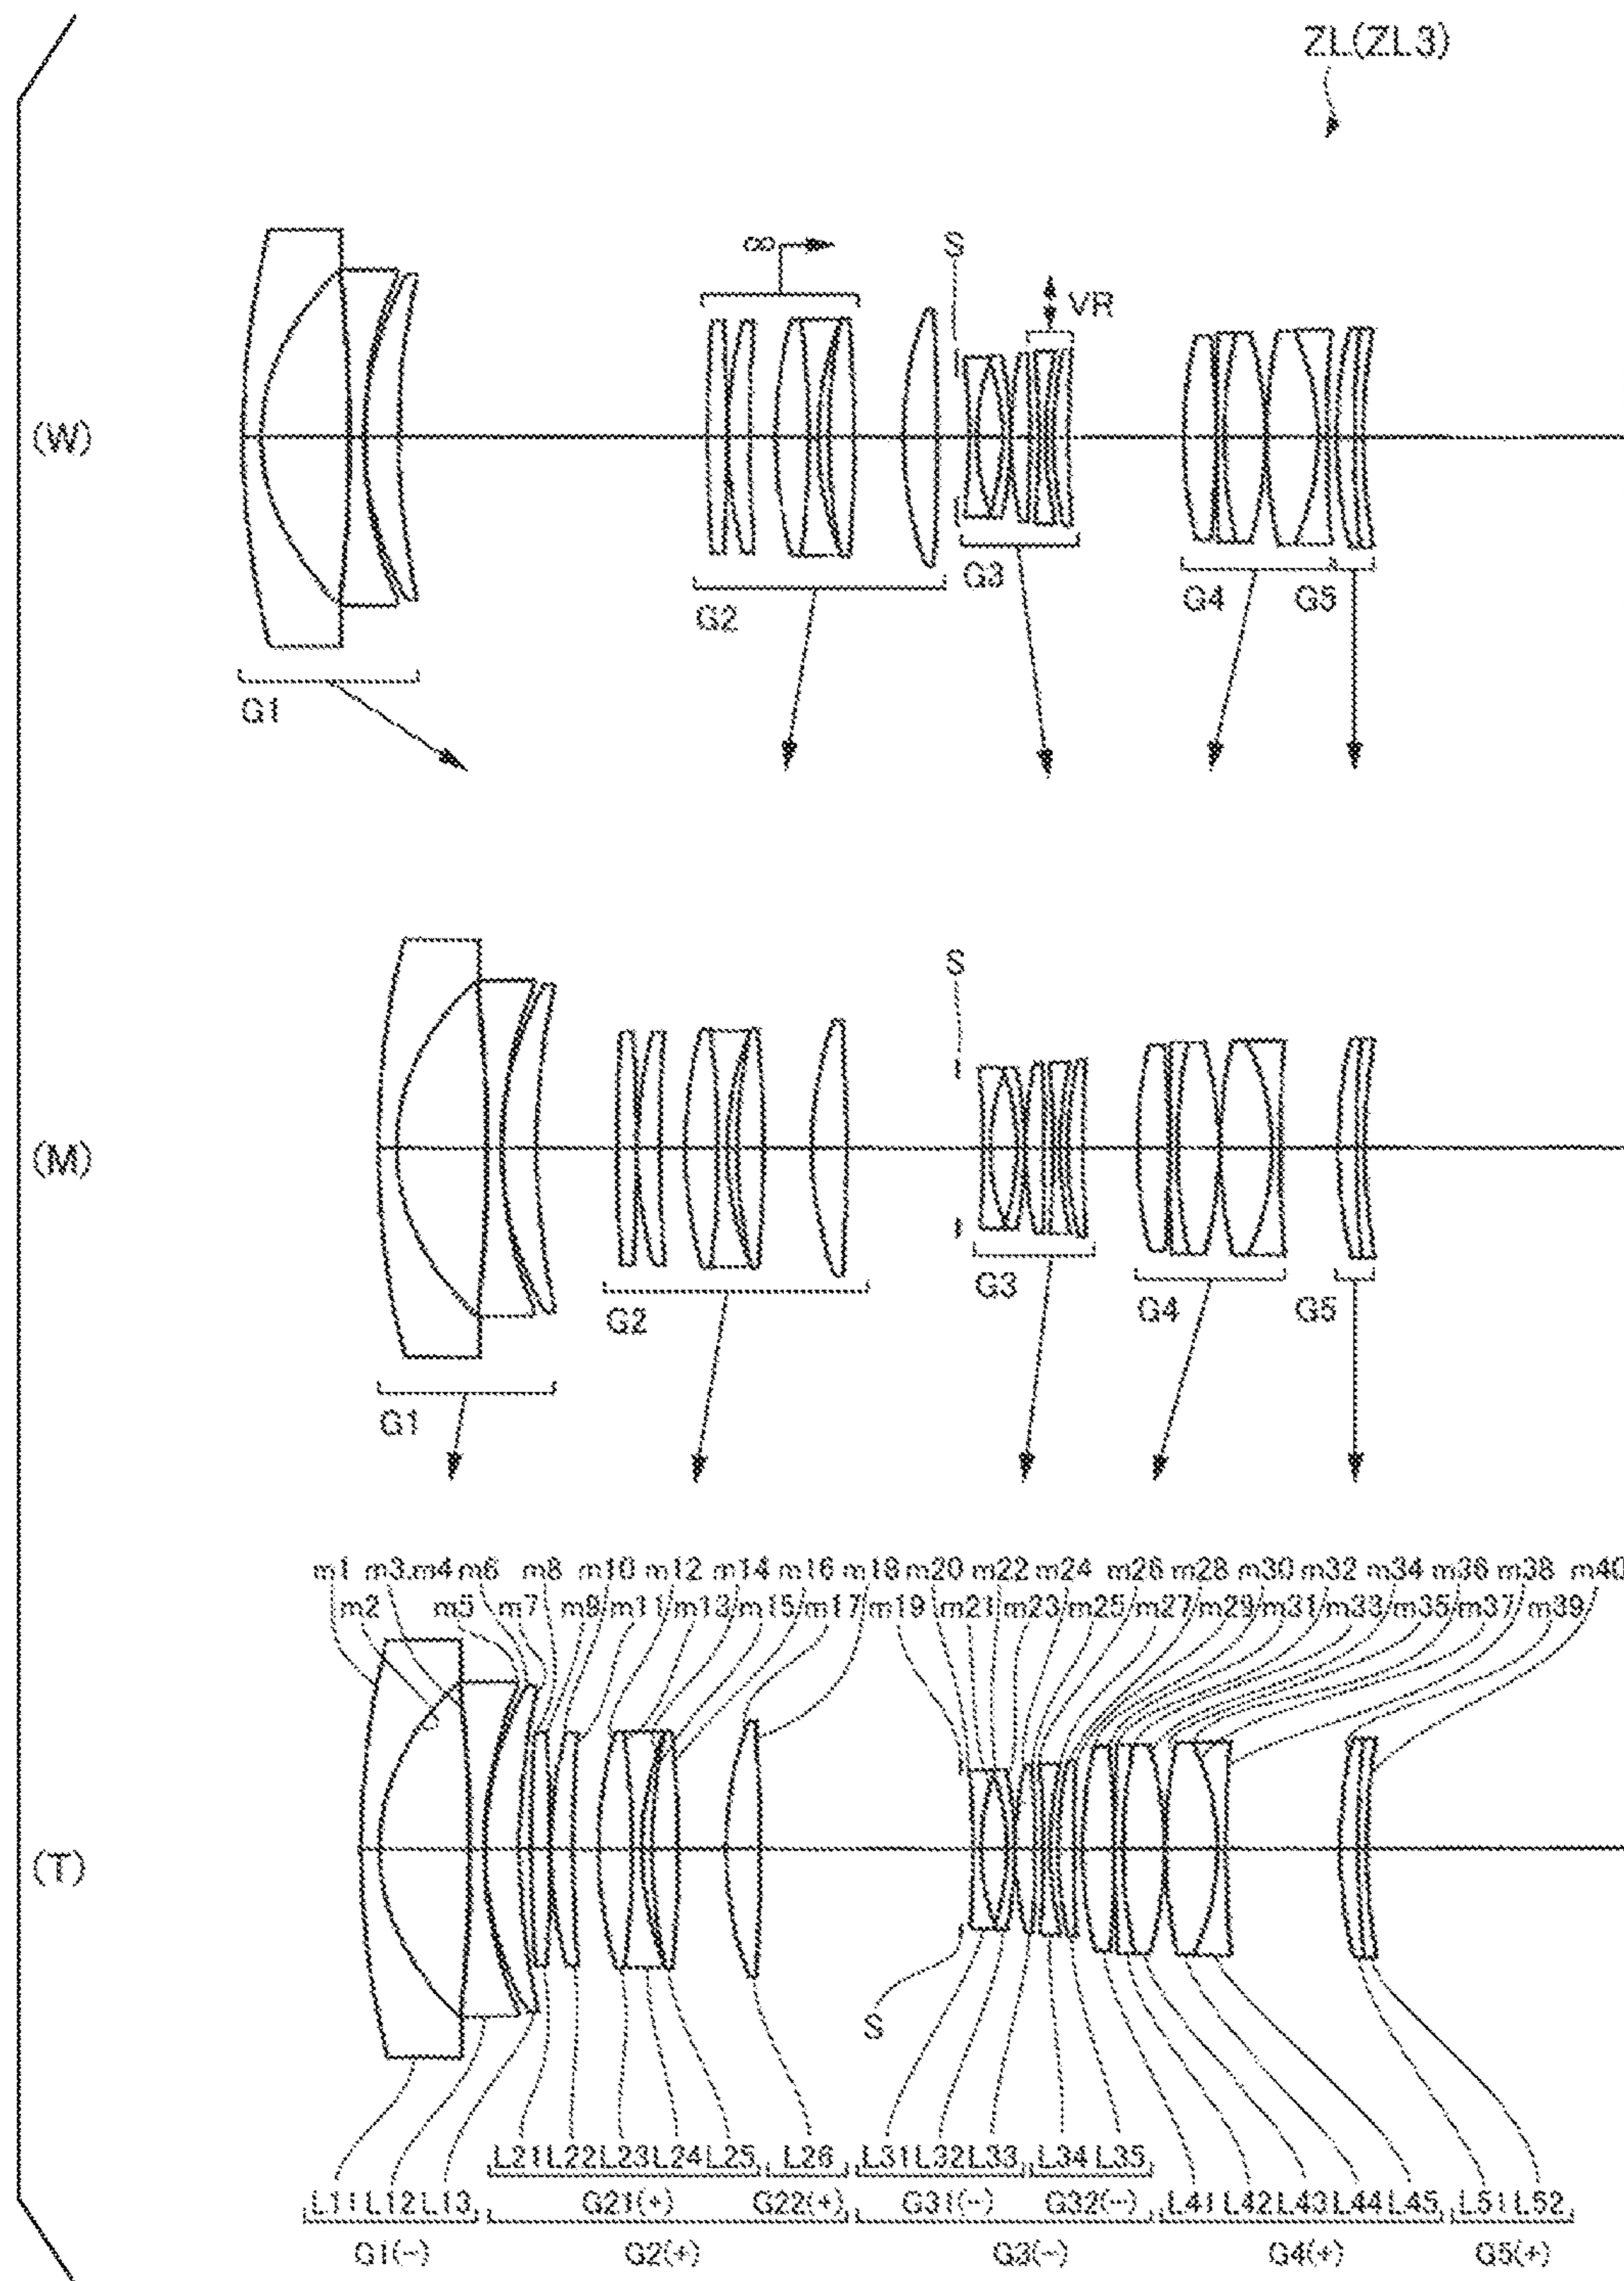 ZL(ZL3)
∞ S VR
(W)
G1 G2 G3 G4 G5
S
(M)
G1 G2 G3 G4 G5
m1 m3 m4 m6 m8 m10 m12 m14 m16 m18 m20 m22 m24 m26 m28 m30 m32 m34 m36 m38 m40
m2 m5 m7 m9 m11 m13 m15 m17 m19 m21 m23 m25 m27 m29 m31 m33 m35 m37 m39
(T)
S
L21 L22 L23 L24 L25 L26 L31 L32 L33 L34 L35
L11 L12 L13 G21(+) G22(+) G31(-) G32(-) L41 L42 L43 L44 L45 L51 L52
G1(-) G2(+) G3(-) G4(+) G5(+)